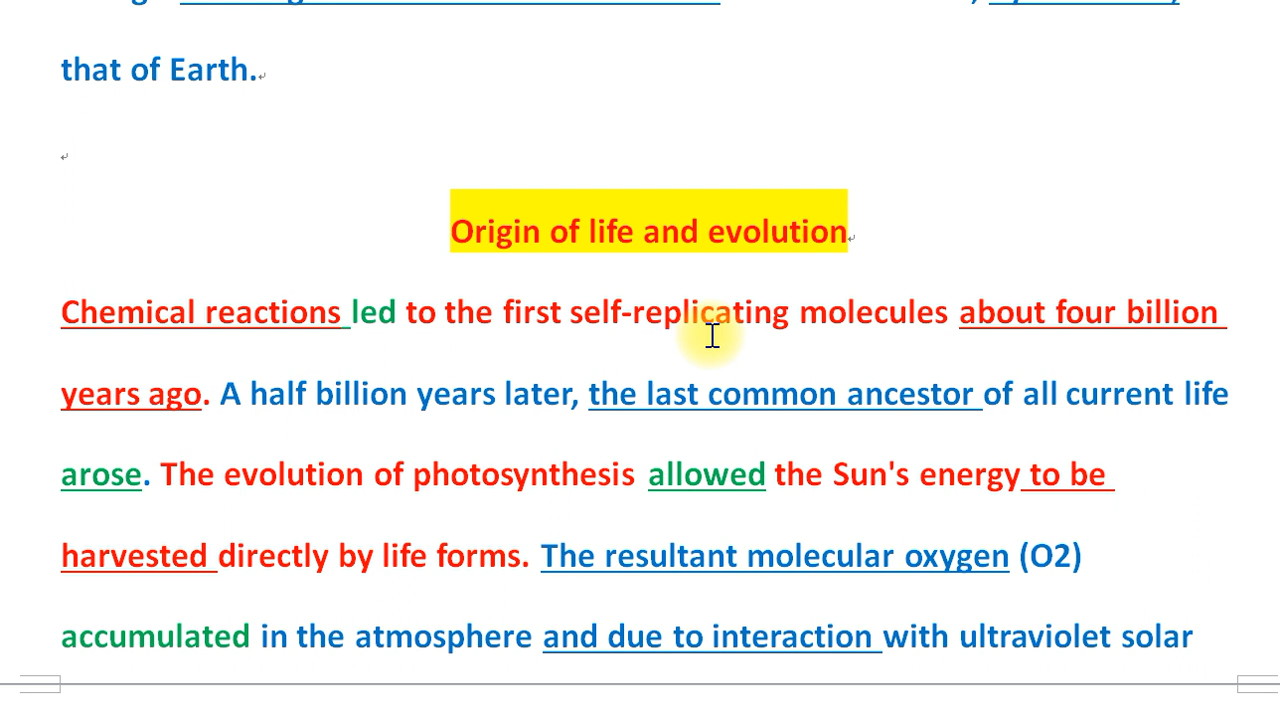 that of Earth.
Origin of life and evolution
Chemical reactions led to the first self-replicating molecules about four billion
years ago. A half billion years later, the last common ancestor of all current life
arose. The evolution of photosynthesis allowed the Sun's energy to be
harvested directly by life forms. The resultant molecular oxygen (O2)
accumulated in the atmosphere and due to interaction with ultraviolet solar